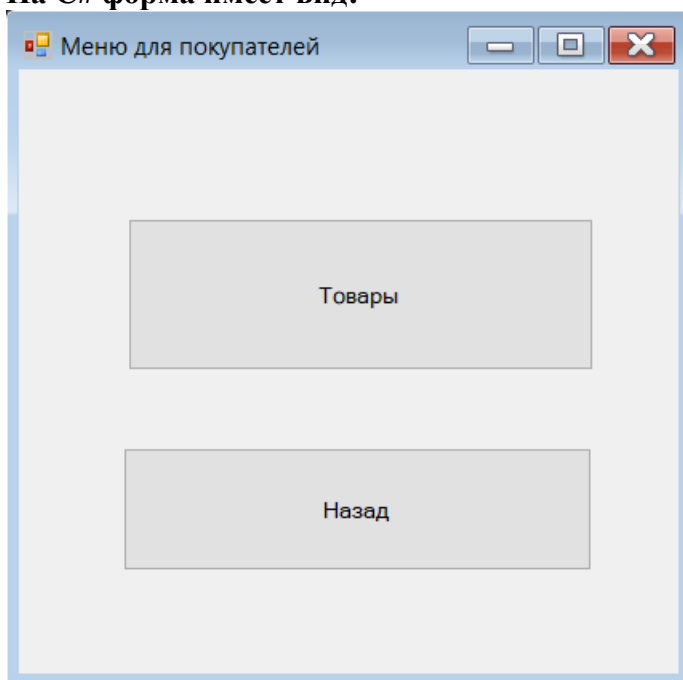 На C# форма имеет вид:
Меню для покупателей
Товары
Назад